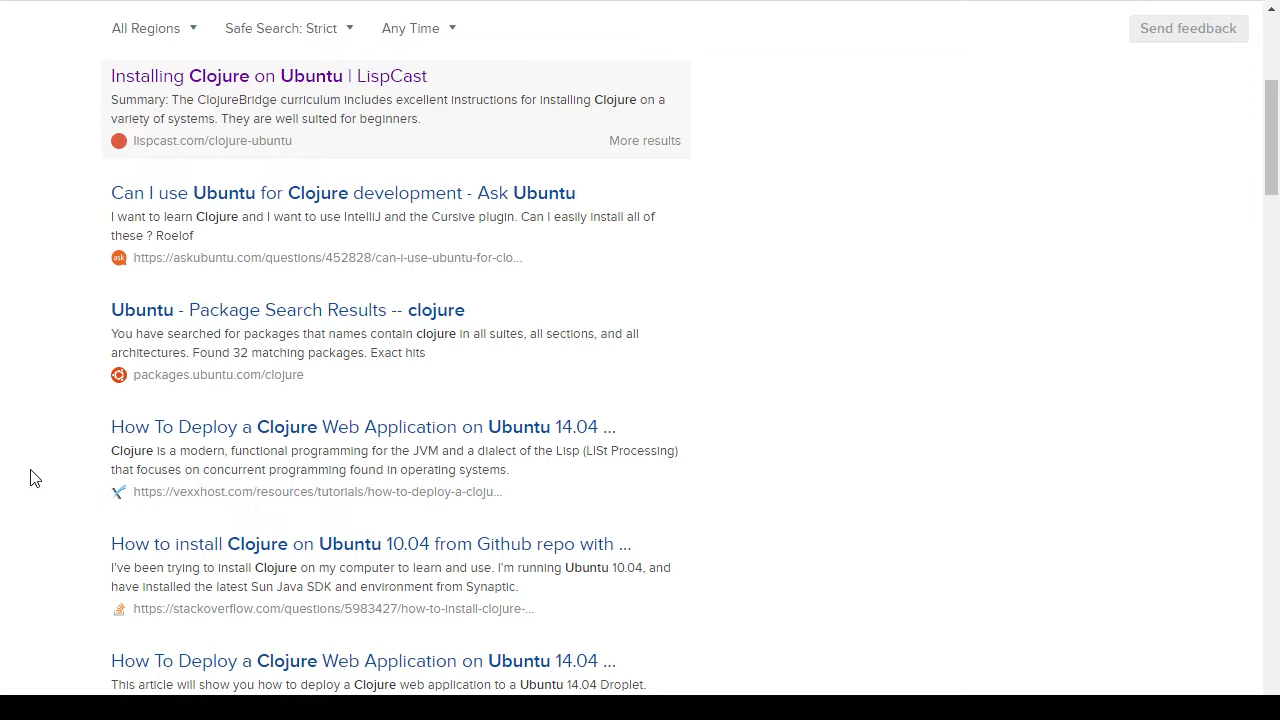 All Regions Safe Search: Strict Any Time Send feedback
Installing Clojure on Ubuntu | LispCast
Summary: The ClojureBridge curriculum includes excellent instructions for installing Clojure on a
variety of systems. They are well suited for beginners.
lispcast.com/clojure-ubuntu More results
Can I use Ubuntu for Clojure development - Ask Ubuntu
I want to learn Clojure and I want to use IntelliJ and the Cursive plugin. Can I easily install all of
these ? Roelof
ask https://askubuntu.com/questions/452828/can-i-use-ubuntu-for-clo...
Ubuntu - Package Search Results -- clojure
You have searched for packages that names contain clojure in all suites, all sections, and all
architectures. Found 32 matching packages. Exact hits
packages.ubuntu.com/clojure
How To Deploy a Clojure Web Application on Ubuntu 14.04 ...
Clojure is a modern, functional programming for the JVM and a dialect of the Lisp (LISt Processing)
that focuses on concurrent programming found in operating systems.
https://vexxhost.com/resources/tutorials/how-to-deploy-a-cloju...
How to install Clojure on Ubuntu 10.04 from Github repo with ...
I've been trying to install Clojure on my computer to learn and use. I'm running Ubuntu 10.04, and
have installed the latest Sun Java SDK and environment from Synaptic.
https://stackoverflow.com/questions/5983427/how-to-install-clojure-...
How To Deploy a Clojure Web Application on Ubuntu 14.04 ...
This article will show you how to deploy a Clojure web application to a Ubuntu 14.04 Droplet.